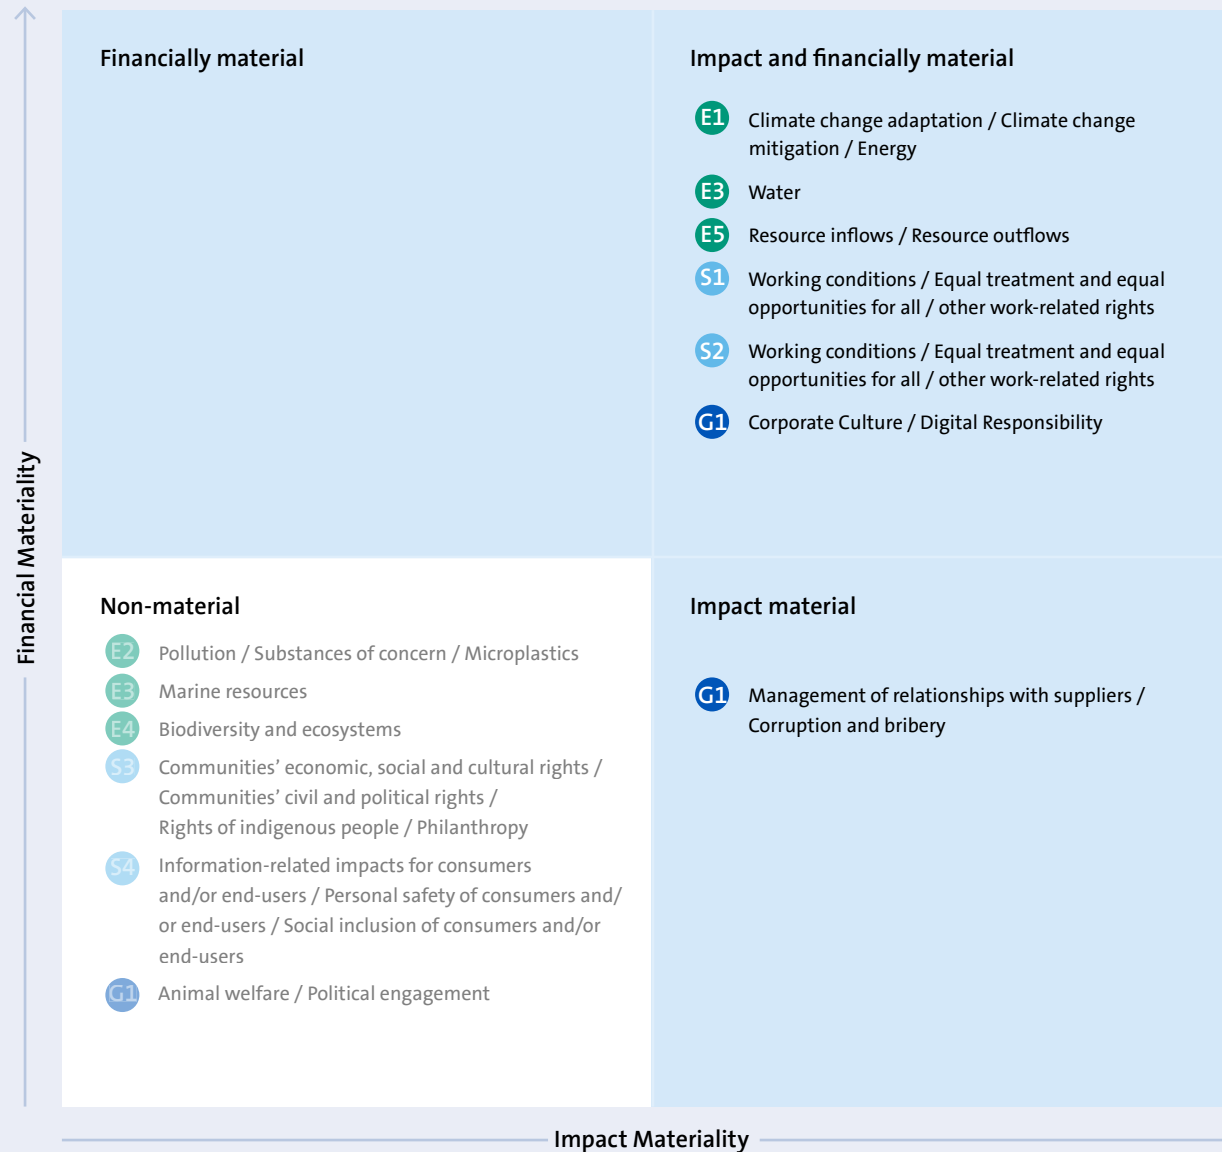 Financially material
Impact and financially material
E1 Climate change adaptation / Climate change
mitigation / Energy
E3 Water
E5 Resource inflows / Resource outflows
S1 Working conditions / Equal treatment and equal
opportunities for all / other work-related rights
S2 Working conditions / Equal treatment and equal
opportunities for all / other work-related rights
G1 Corporate Culture / Digital Responsibility
Financial Materiality
Non-material
E2 Pollution / Substances of concern / Microplastics
E3 Marine resources
E4 Biodiversity and ecosystems
S3 Communities’ economic, social and cultural rights /
Communities’ civil and political rights /
Rights of indigenous people / Philanthropy
S4 Information-related impacts for consumers
and/or end-users / Personal safety of consumers and/
or end-users / Social inclusion of consumers and/or
end-users
G1 Animal welfare / Political engagement
Impact material
G1 Management of relationships with suppliers /
Corruption and bribery
Impact Materiality